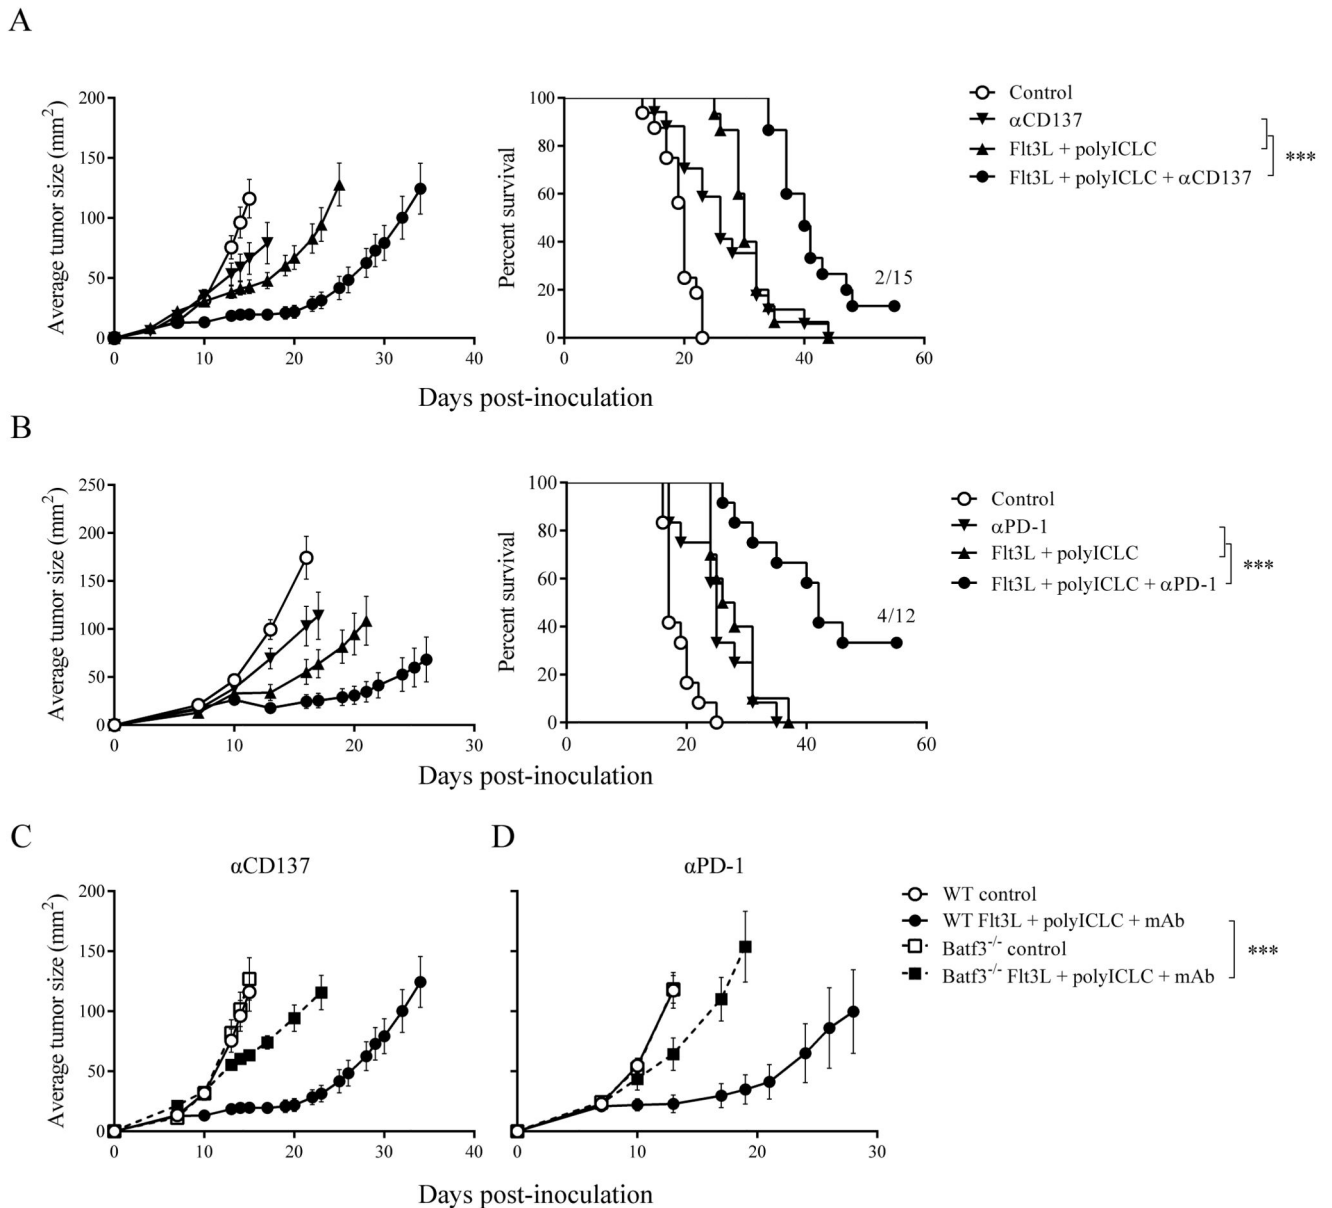 A
Average tumor size (mm2)
200
150
100
50
0
0 10 20 30 40
Percent survival
100
80
60
40
20
0
0 20 40 60
2/15
Control
αCD137
Flt3L + polyICLC
Flt3L + polyICLC + αCD137
***
Days post-inoculation
B
Average tumor size (mm2)
250
200
150
100
50
0
0 10 20 30
Percent survival
100
80
60
40
20
0
0 20 40 60
4/12
Control
αPD-1
Flt3L + polyICLC
Flt3L + polyICLC + αPD-1
***
Days post-inoculation
C
αCD137
Average tumor size (mm2)
200
150
100
50
0
0 10 20 30 40
D
αPD-1
0 10 20 30
WT control
WT Flt3L + polyICLC + mAb
Batf3-/- control
Batf3-/- Flt3L + polyICLC + mAb
***
Days post-inoculation